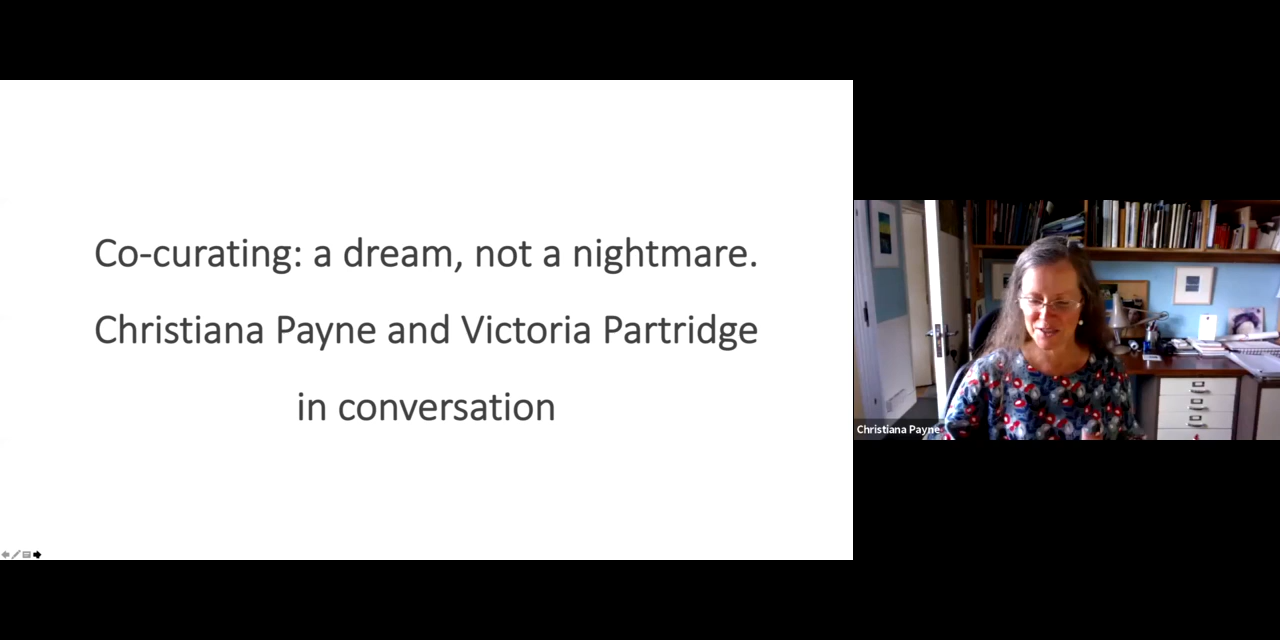 Co-curating: a dream, not a nightmare.
Christiana Payne and Victoria Partridge
in conversation
Christiana Payne